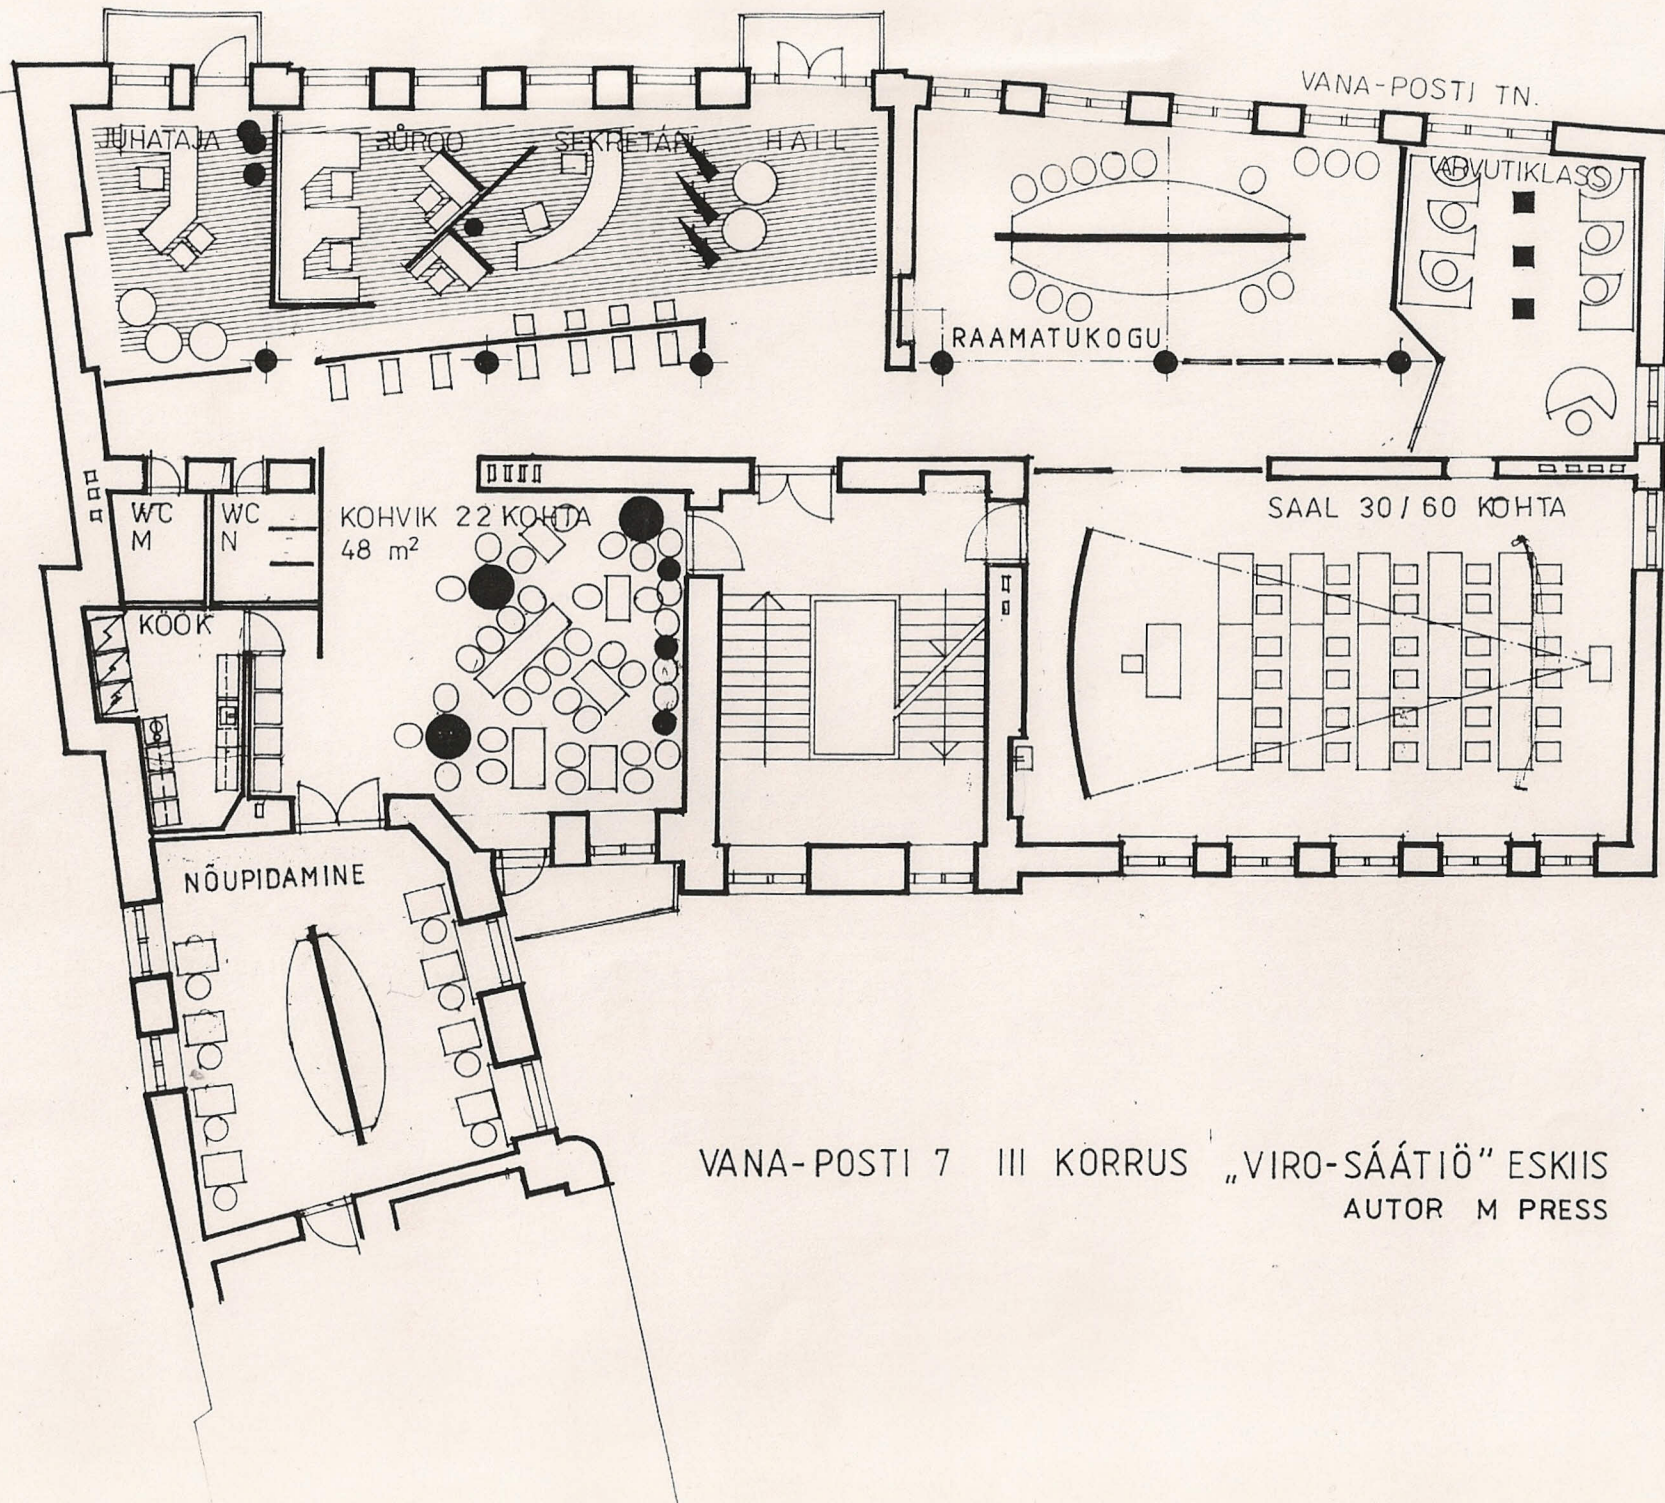 VANA-POSTI TN.
JUHATAJA
BÜROO
SEKRETÄR
HALL
ARVUTIKLASS
RAAMATUKOGU
WC
M
WC
N
KOHVIK 22 KOHTA
48 m²
SAAL 30/60 KOHTA
KÖÖK
NÕUPIDAMINE
VANA-POSTI 7 III KORRUS „VIRO-SÁÁTIÖ" ESKIIS
AUTOR M PRESS